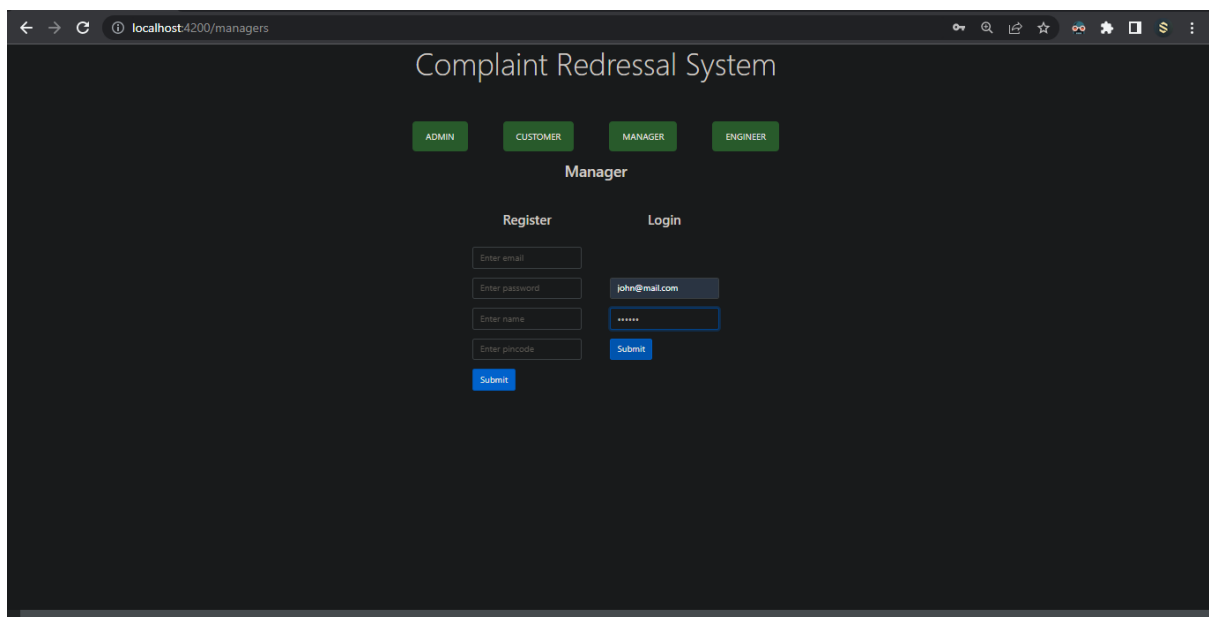 localhost:4200/managers
Complaint Redressal System
ADMIN CUSTOMER MANAGER ENGINEER
Manager
Register Login
Enter email
Enter password john@mail.com
Enter name ••••••
Enter pincode Submit
Submit